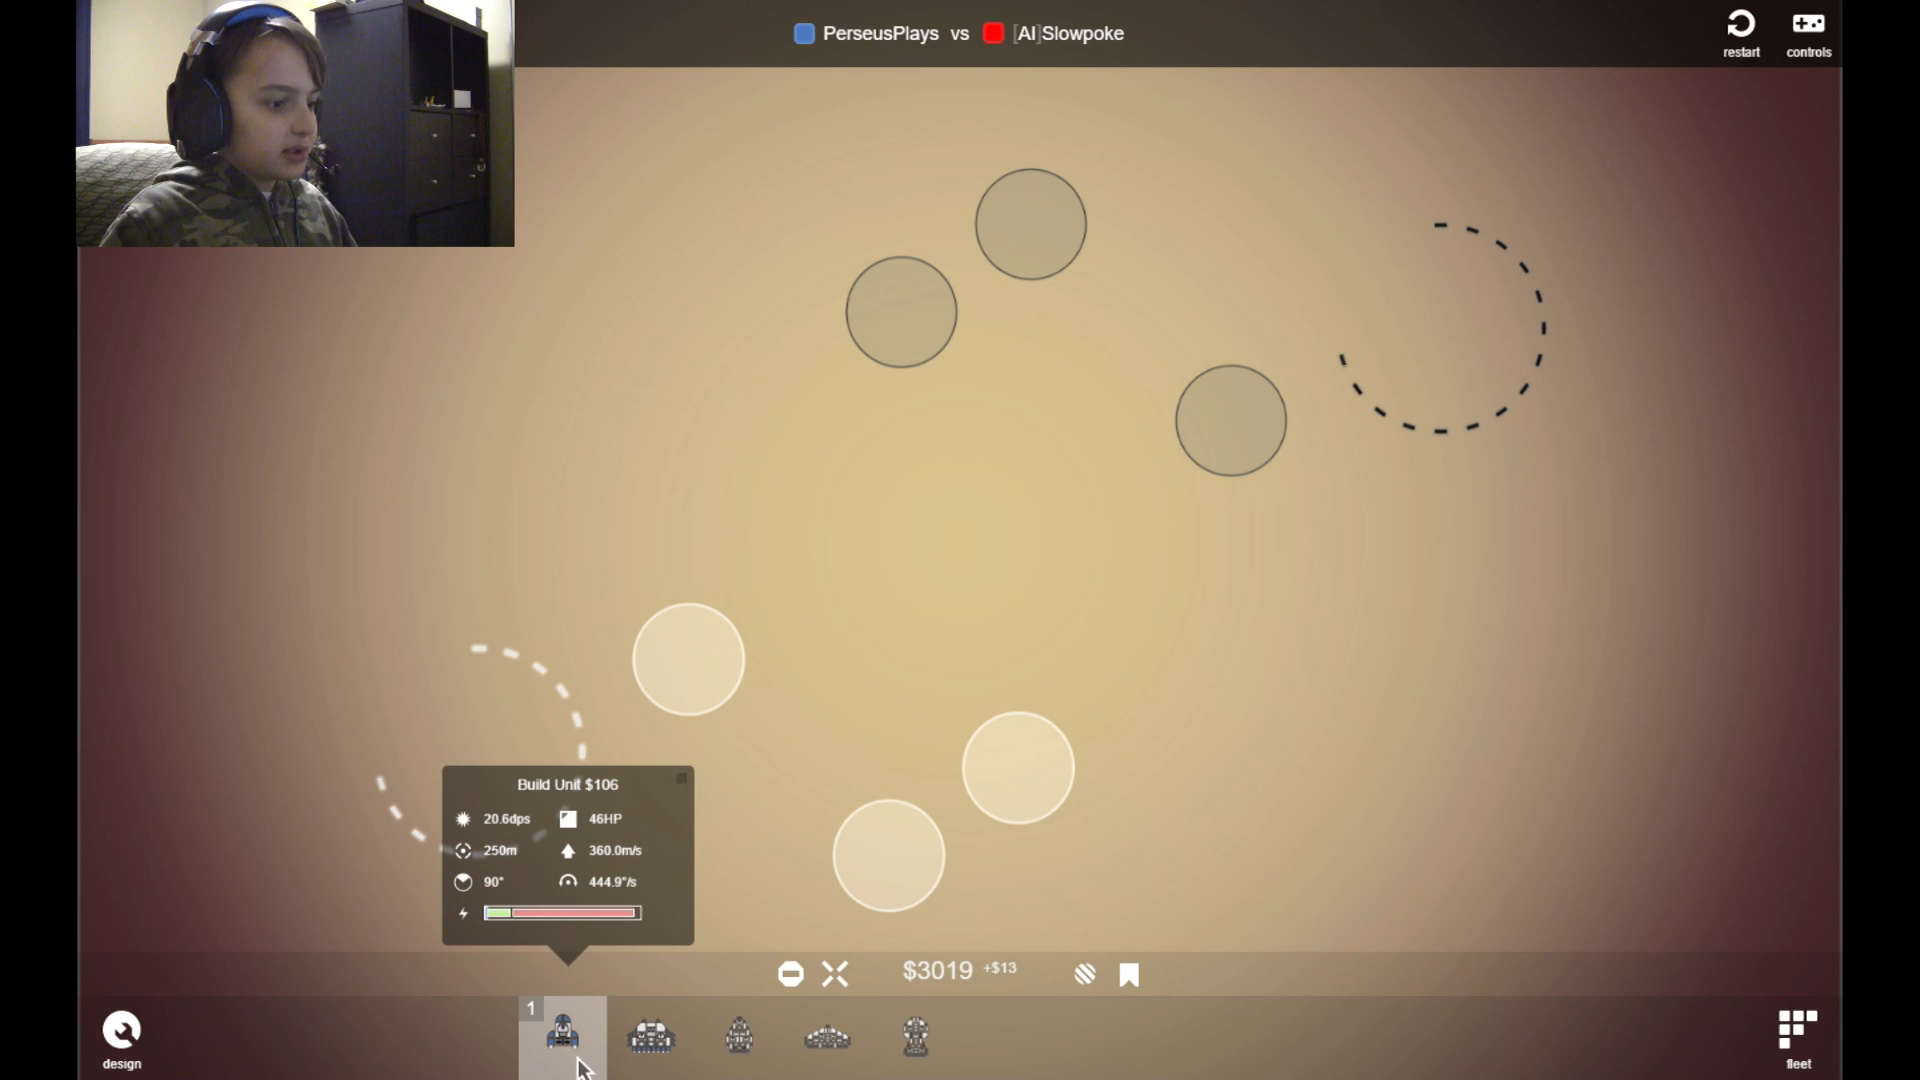 PerseusPlays vs [AI]Slowpoke
restart
controls
Build Unit $106
20.6dps
46HP
250m
360.0m/s
90°
444.9°/s
$3019 +$13
1
design
fleet